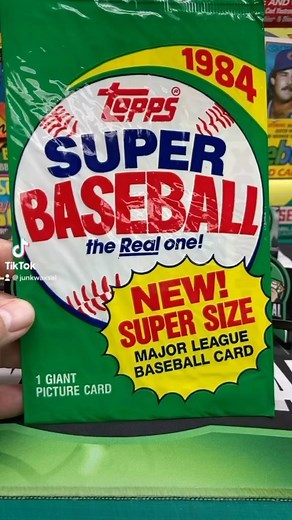 1984
topps
SUPER
BASEBALL
the Real one!
TikTok
NEW!
SUPER SIZE
MAJOR LEAGUE
BASEBALL CARD
1 GIANT
PICTURE CARD